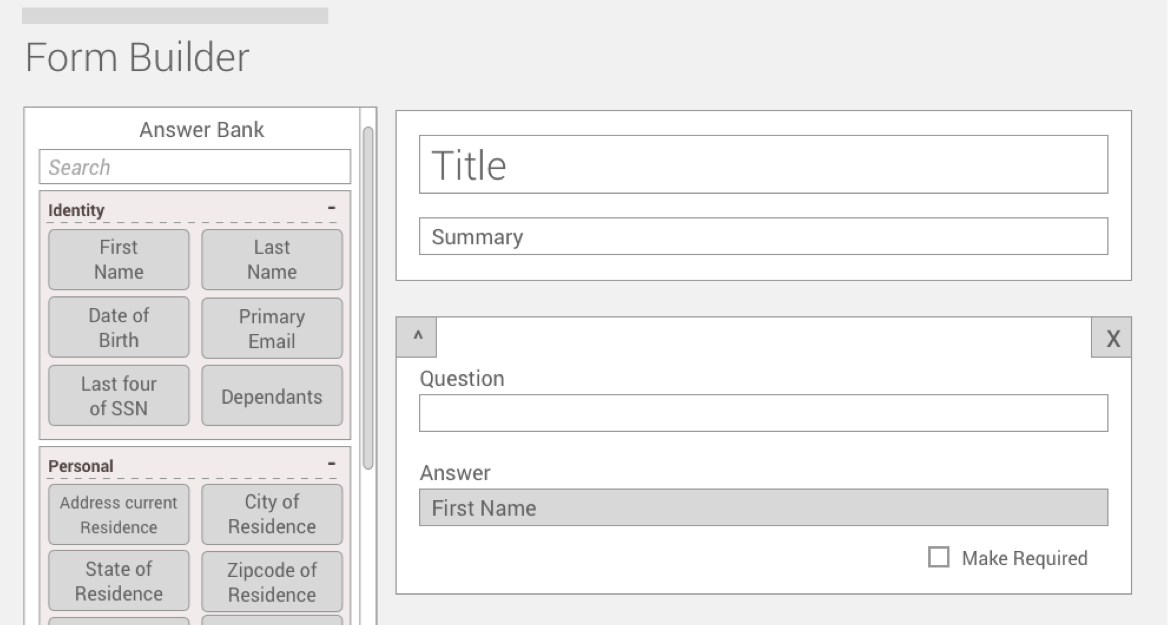 Form Builder
Answer Bank
Search
Identity -
First
Name
Last
Name
Date of
Birth
Primary
Email
Last four
of SSN
Dependants
Personal -
Address current
Residence
City of
Residence
State of
Residence
Zipcode of
Residence
Title
Summary
^ X
Question
Answer
First Name
Make Required